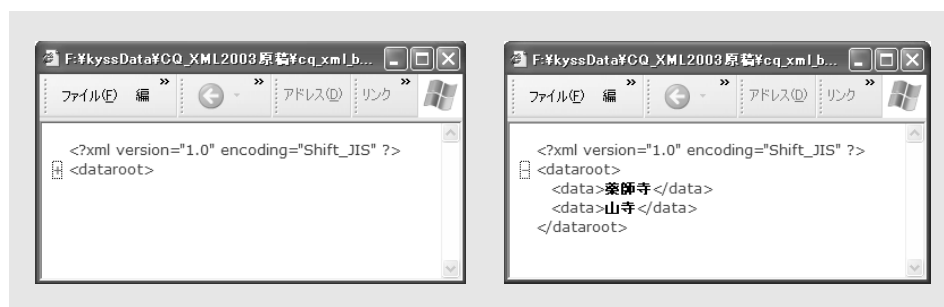 F:¥kyssData¥CQ_XML2003原稿¥cq_xml_b...
ファイル(F) 編 » » アドレス(D) リンク »
<?xml version="1.0" encoding="Shift_JIS" ?>
+ <dataroot>
F:¥kyssData¥CQ_XML2003原稿¥cq_xml_b...
ファイル(F) 編 » » アドレス(D) リンク »
<?xml version="1.0" encoding="Shift_JIS" ?>
- <dataroot>
<data>薬師寺</data>
<data>山寺</data>
</dataroot>